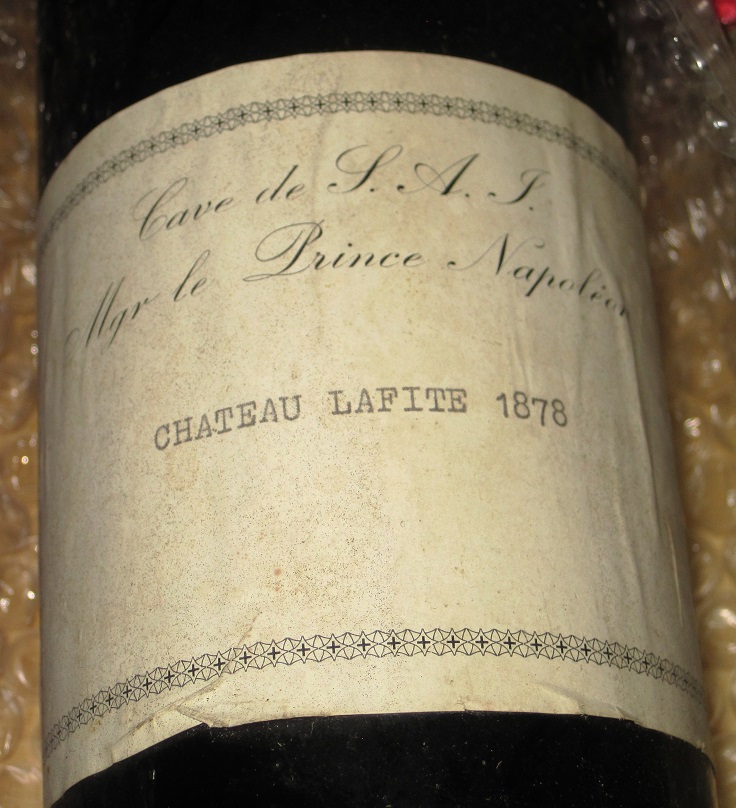 Cave de S. A. I.
Mgr le Prince Napoléon
CHATEAU LAFITE 1878